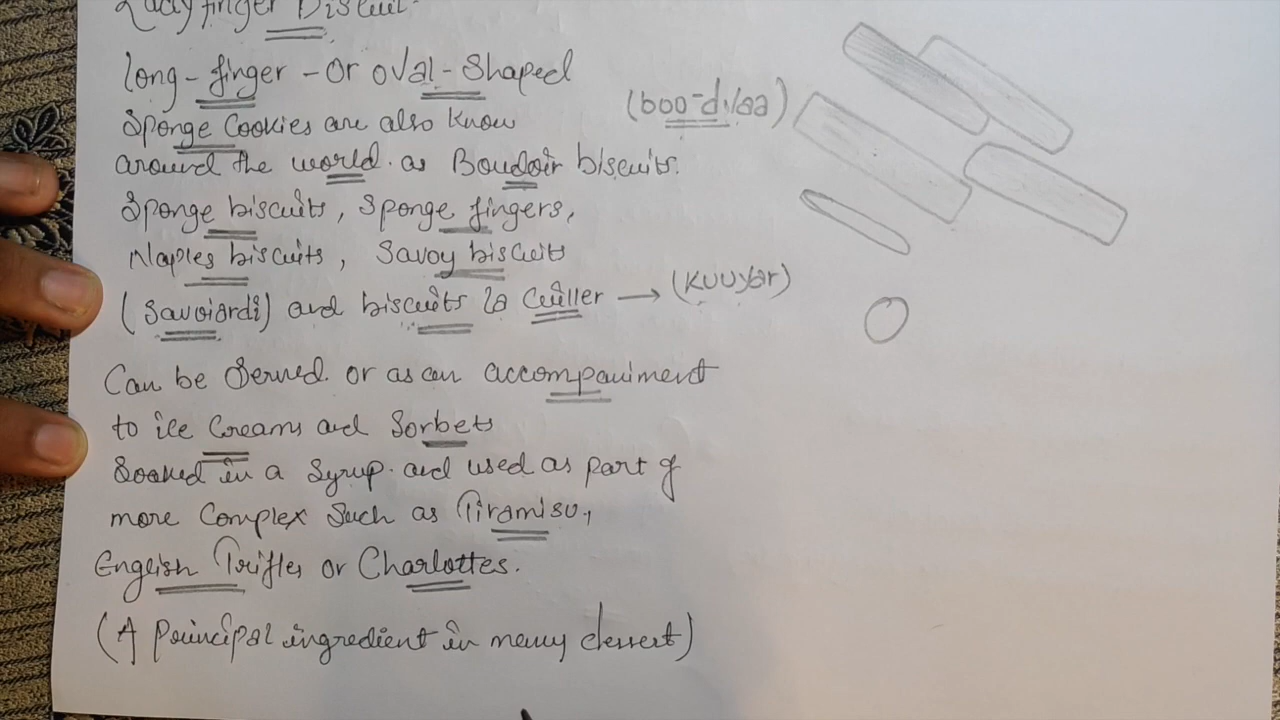 Ladyfinger Biscuit
long-finger-or oval-shaped
Sponge Cookies are also know
(boo-d:/aa)
around the world. as Boudoir biscuits.
Sponge biscuits, Sponge fingers,
Naples biscuits, Savoy biscuits
(Savoiardi) and biscuits la Cuiller → (KUUyar)
Can be Served. or as an accompaniment
to ice Creams and Sorbets
Soaked in a Syrup. and used as part of
more Complex Such as Tiramisu,
English Trifles or Charlottes.
(A Principal ingredient in many dessert)